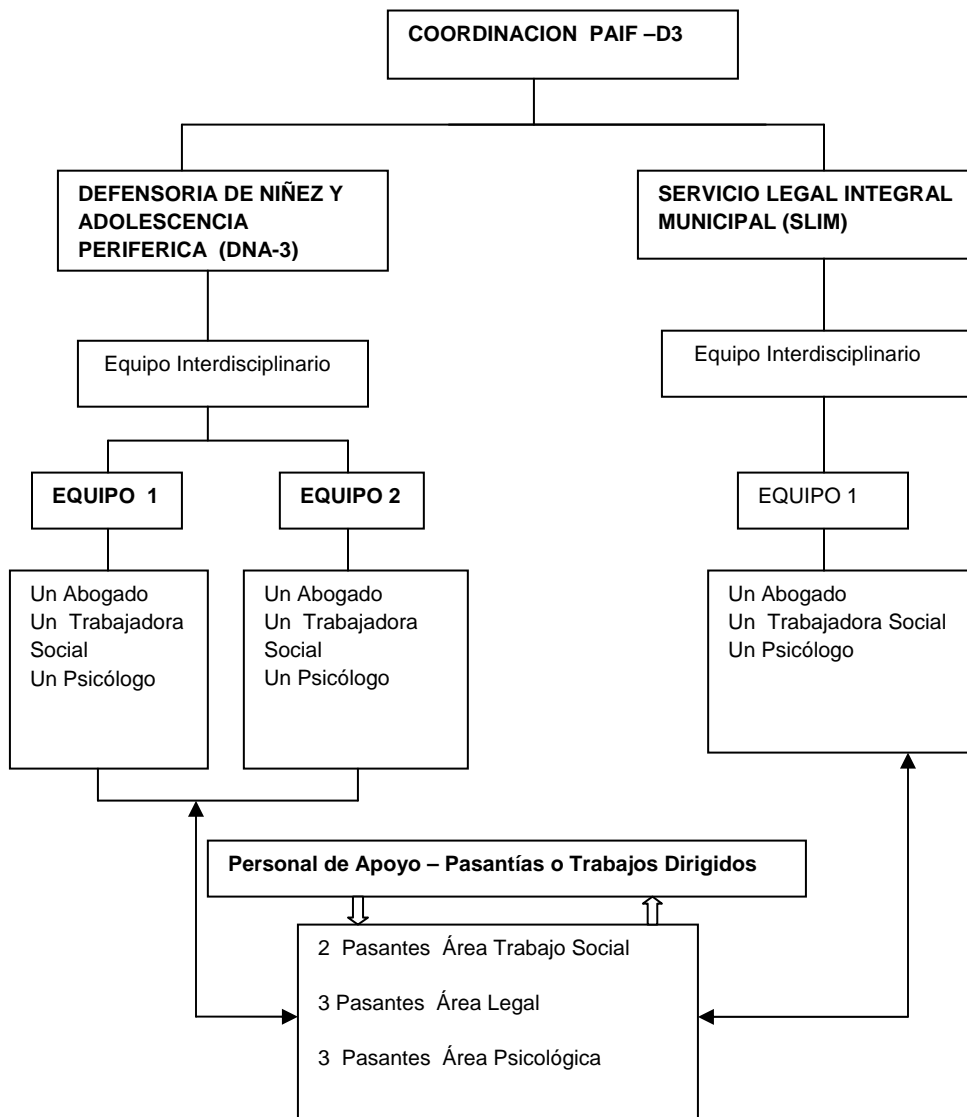 COORDINACION PAIF –D3
DEFENSORIA DE NIÑEZ Y
ADOLESCENCIA
PERIFERICA (DNA-3)
SERVICIO LEGAL INTEGRAL
MUNICIPAL (SLIM)
Equipo Interdisciplinario
Equipo Interdisciplinario
EQUIPO 1
EQUIPO 2
EQUIPO 1
Un Abogado
Un Trabajadora
Social
Un Psicólogo
Un Abogado
Un Trabajadora
Social
Un Psicólogo
Un Abogado
Un Trabajadora Social
Un Psicólogo
Personal de Apoyo – Pasantías o Trabajos Dirigidos
2 Pasantes Área Trabajo Social
3 Pasantes Área Legal
3 Pasantes Área Psicológica